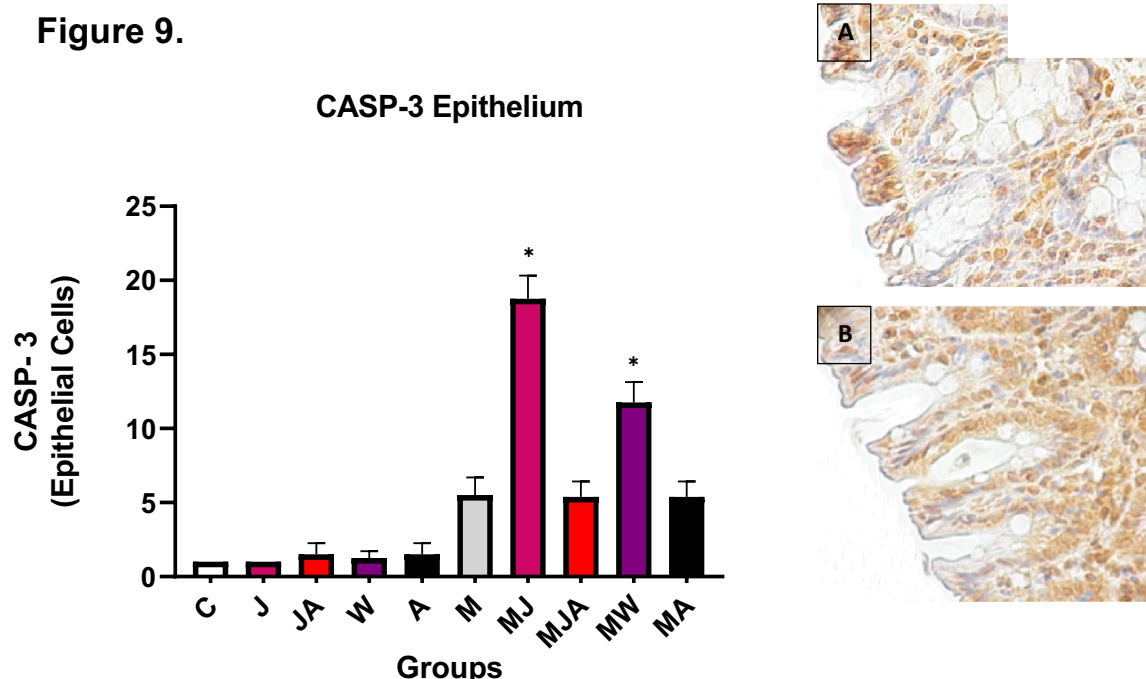 Figure 9.
CASP-3 Epithelium
CASP- 3
(Epithelial Cells)
25
20
15
10
5
0
*
*
C J JA W A M MJ MJA MW MA
Groups
A
B